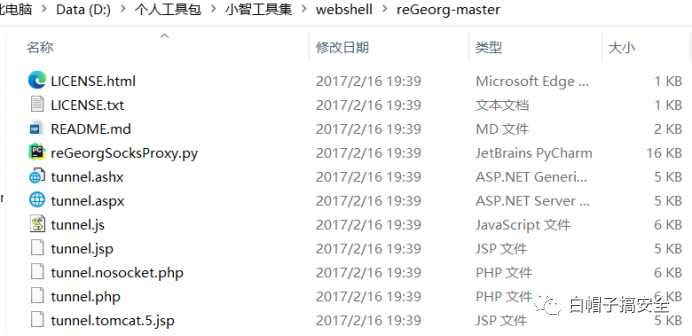 此电脑 > Data (D:) > 个人工具包 > 小智工具集 > webshell > reGeorg-master
名称 修改日期 类型 大小
LICENSE.html 2017/2/16 19:39 Microsoft Edge ... 1 KB
LICENSE.txt 2017/2/16 19:39 文本文档 1 KB
README.md 2017/2/16 19:39 MD 文件 2 KB
reGeorgSocksProxy.py 2017/2/16 19:39 JetBrains PyCharm 16 KB
tunnel.ashx 2017/2/16 19:39 ASP.NET Generi... 5 KB
tunnel.aspx 2017/2/16 19:39 ASP.NET Server ... 5 KB
tunnel.js 2017/2/16 19:39 JavaScript 文件 6 KB
tunnel.jsp 2017/2/16 19:39 JSP 文件 5 KB
tunnel.nosocket.php 2017/2/16 19:39 PHP 文件 6 KB
tunnel.php 2017/2/16 19:39 PHP 文件 6 KB
tunnel.tomcat.5.jsp 2017/2/16 19:39 JSP 文件 5 KB
白帽子搞安全